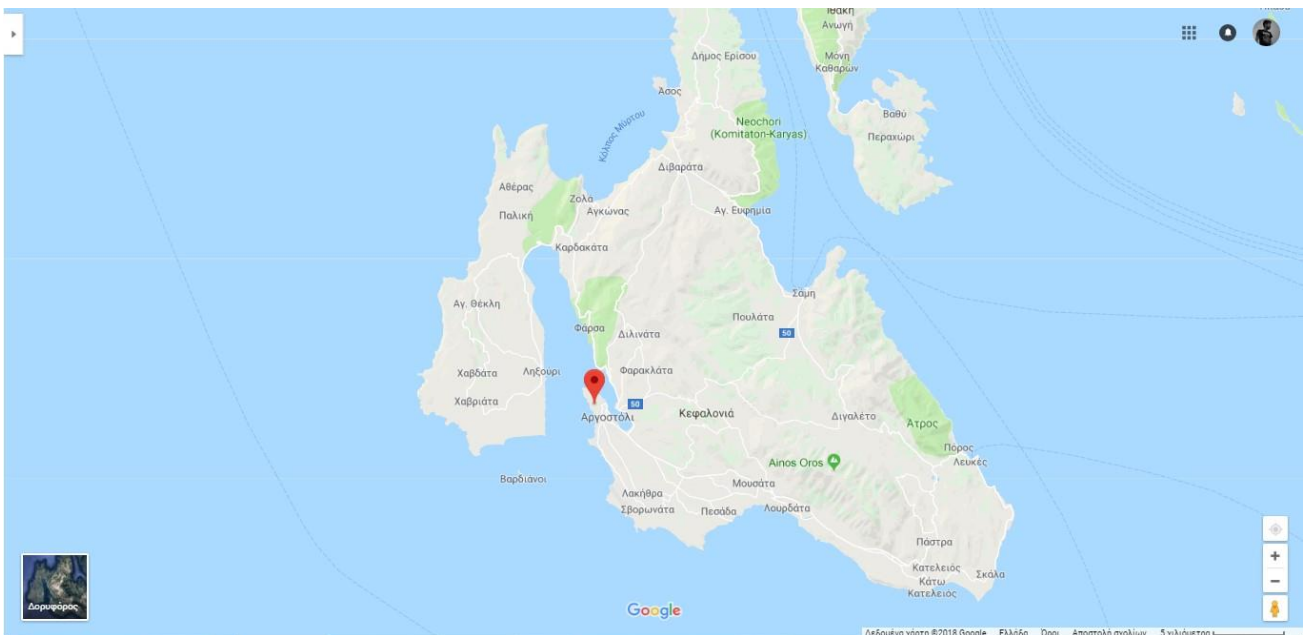 Ιθάκη
Ανωγή
Δήμος Ερίσου
Μονη
Καθαρών
Άσος
Κόλπος Μύρτου
Βαθύ
Neochori
(Komitaton-Karyas)
Περαχώρι
Διβαράτα
Αθέρας
Ζόλα
Αγκώνας
Παλική
Αγ. Ευφημία
Καρδακάτα
Σάμη
Αγ. Θέκλη
Πουλάτα
Φάρσα
Διλινάτα
50
Χαβδάτα
Ληξούρι
Φαρακλάτα
Χαβριάτα
50
Αργοστόλι
Κεφαλονιά
Διγαλέτο
Άτρος
Πόρος
Λευκές
Ainos Oros
Βαρδιάνοι
Μουσάτα
Λακήθρα
Σβορωνάτα
Πεσάδα
Λουρδάτα
Πάστρα
Κατελειός
Σκάλα
Κάτω
Κατελειός
Δορυφόρος
Google
Δεδομένα χάρτη ©2018 Google Ελλάδα Όροι Αποστολή σχολίων 5 χιλιόμετρα